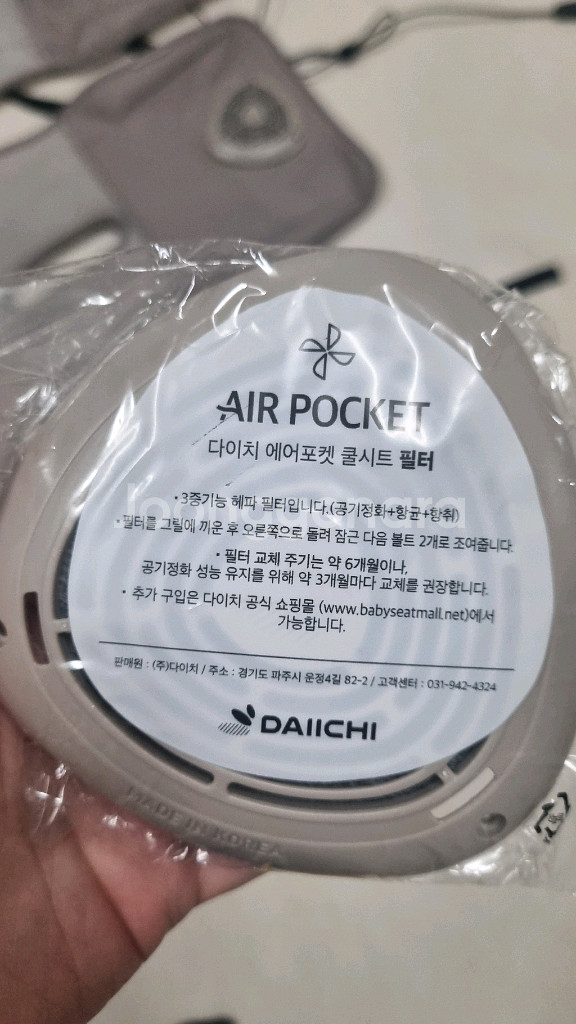 AIR POCKET
다이치 에어포켓 쿨시트 필터
• 3중기능 헤파 필터입니다.(공기정화+항균+항취)
• 필터를 그릴에 끼운 후 오른쪽으로 돌려 잠근 다음 볼트 2개로 조여줍니다.
• 필터 교체 주기는 약 6개월이나,
공기정화 성능 유지를 위해 약 3개월마다 교체를 권장합니다.
• 추가 구입은 다이치 공식 쇼핑몰 (www.babyseatmall.net)에서
가능합니다.
판매원 : (주)다이치 / 주소 : 경기도 파주시 운정4길 82-2 / 고객센터 : 031-942-4324
DAIICHI
MADE IN KOREA